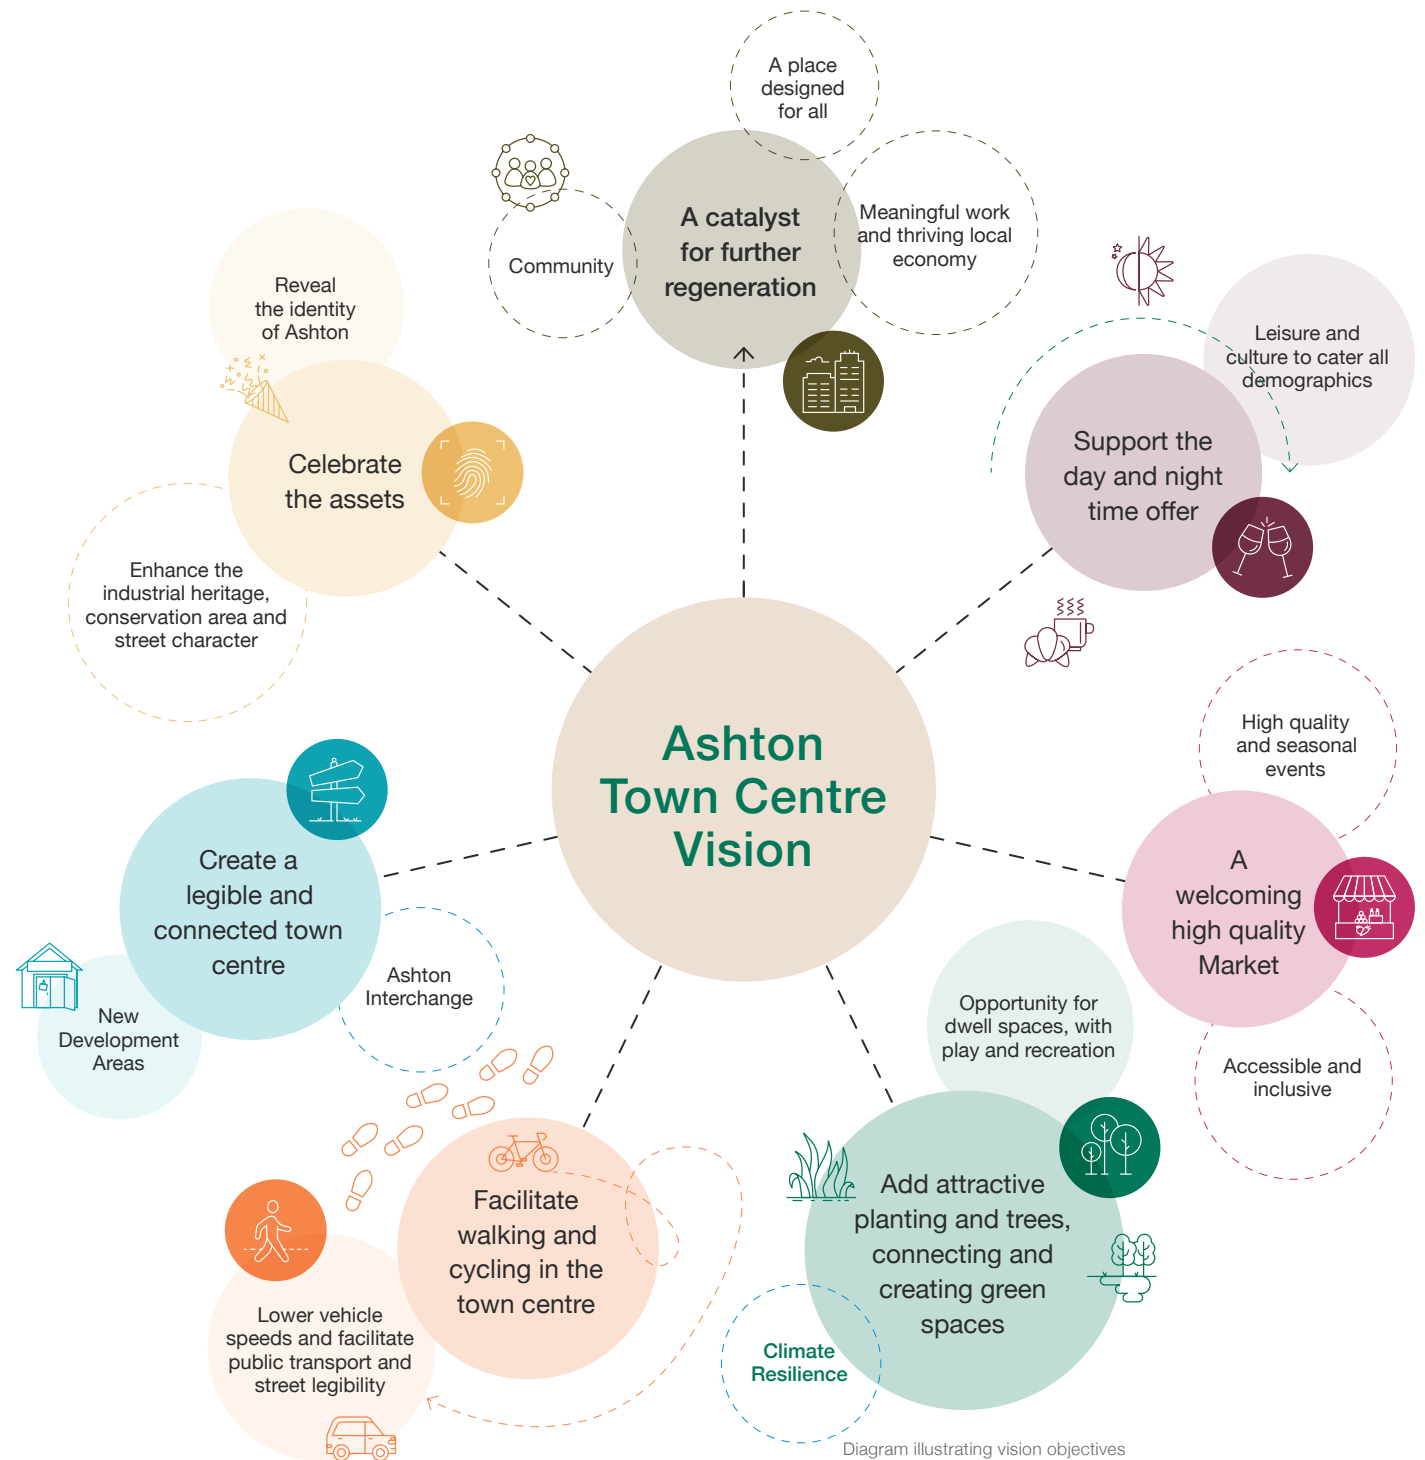 A place
designed
for all
Community
A catalyst
for further
regeneration
Meaningful work
and thriving local
economy
Reveal
the identity
of Ashton
Celebrate
the assets
Enhance the
industrial heritage,
conservation area and
street character
Leisure and
culture to cater all
demographics
Support the
day and night
time offer
Ashton
Town Centre
Vision
High quality
and seasonal
events
A
welcoming
high quality
Market
Accessible and
inclusive
Create a
legible and
connected town
centre
Ashton
Interchange
New
Development
Areas
Opportunity for
dwell spaces, with
play and recreation
Add attractive
planting and trees,
connecting and
creating green
spaces
Climate
Resilience
Facilitate
walking and
cycling in the
town centre
Lower vehicle
speeds and facilitate
public transport and
street legibility
Diagram illustrating vision objectives